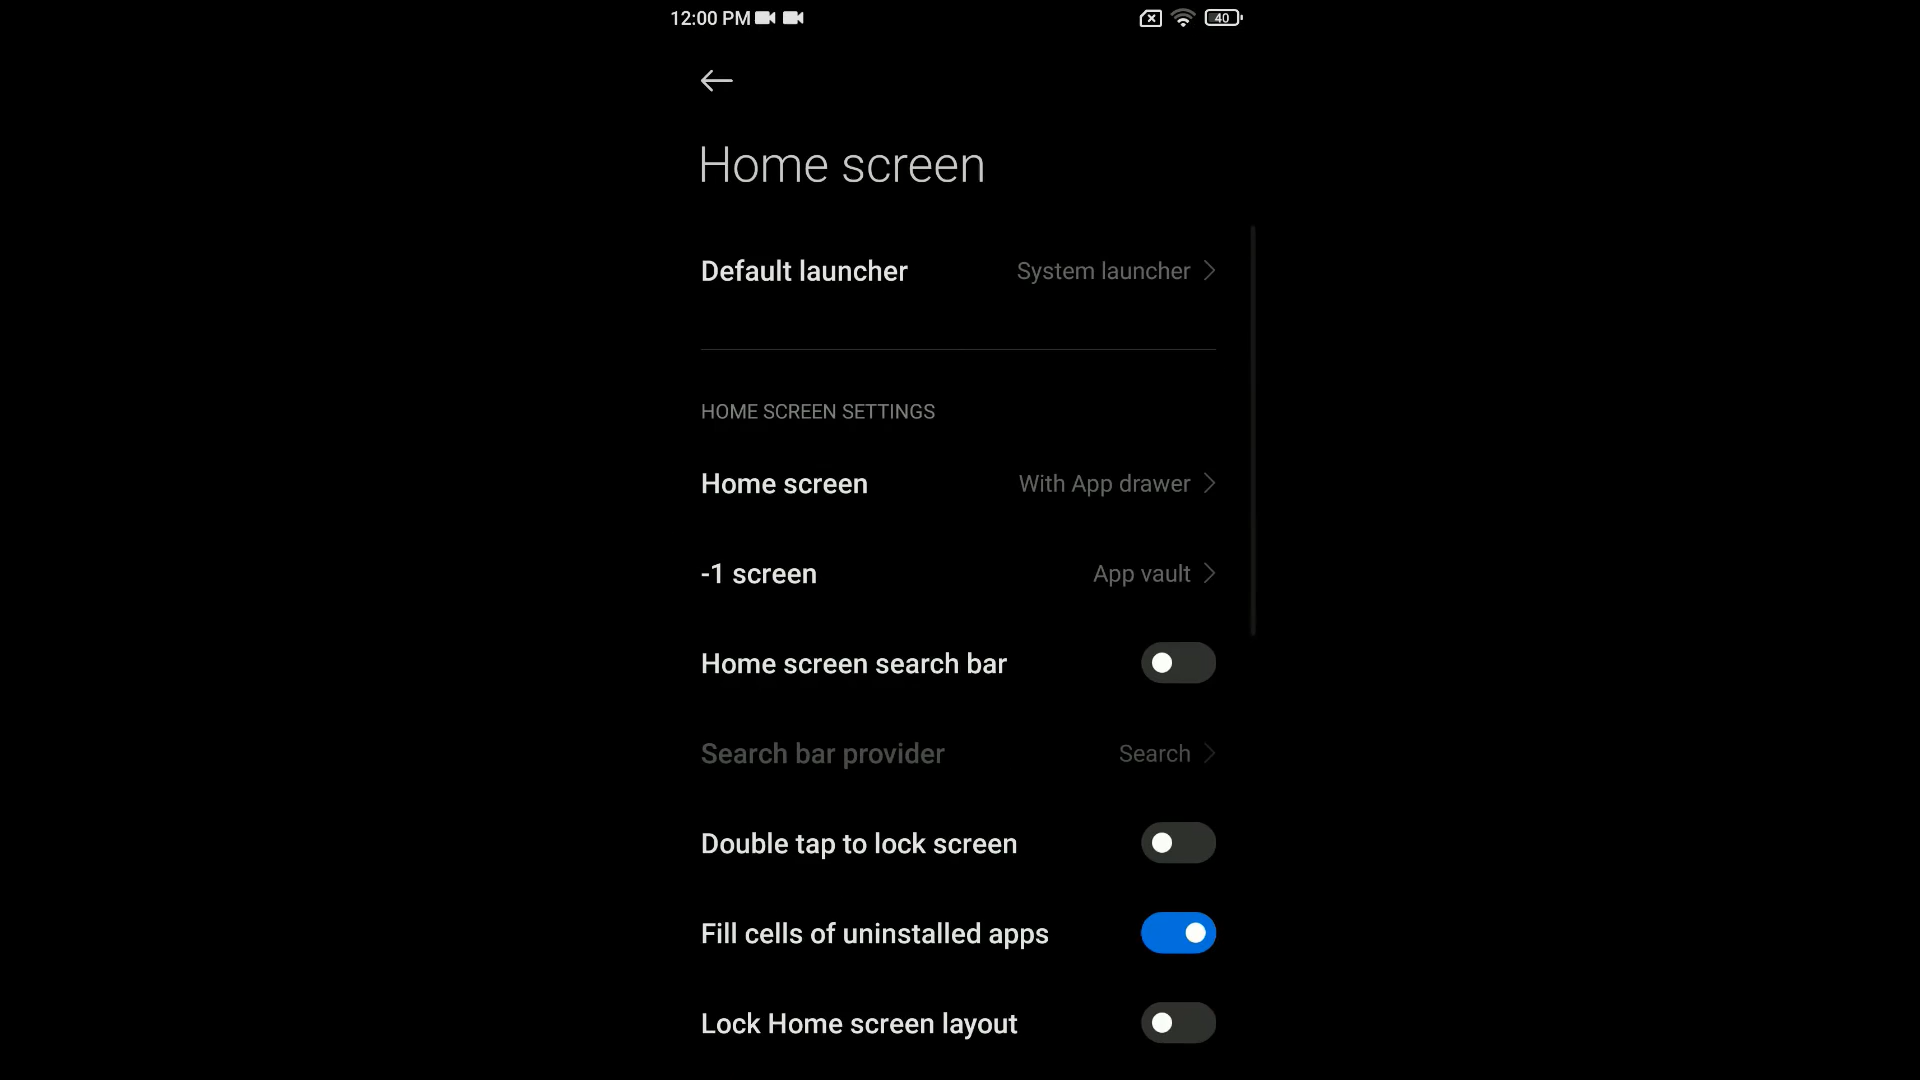 12:00 PM 40
Home screen
Default launcher System launcher
HOME SCREEN SETTINGS
Home screen With App drawer
-1 screen App vault
Home screen search bar
Search bar provider Search
Double tap to lock screen
Fill cells of uninstalled apps
Lock Home screen layout